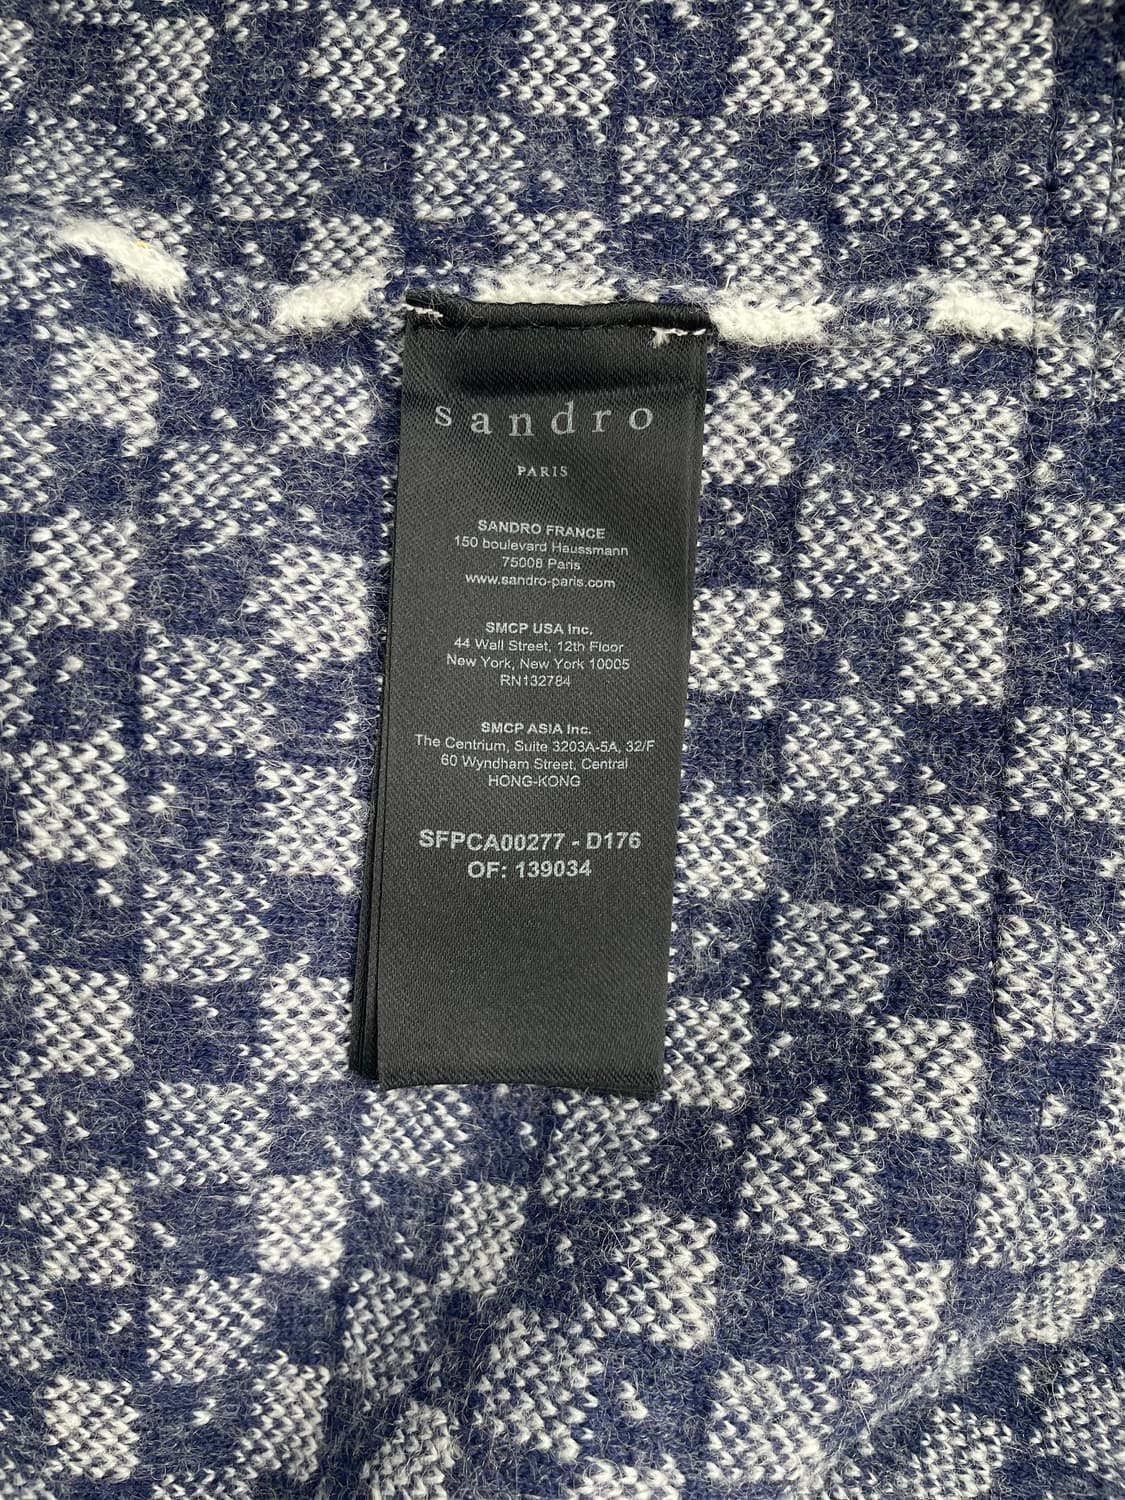 sandro
PARIS
SANDRO FRANCE
150 boulevard Haussmann
75008 Paris
www.sandro-paris.com
SMCP USA Inc.
44 Wall Street, 12th Floor
New York, New York 10005
RN132784
SMCP ASIA Inc.
The Centrium, Suite 3203A-5A, 32/F
60 Wyndham Street, Central
HONG-KONG
SFPCA00277 - D176
OF: 139034